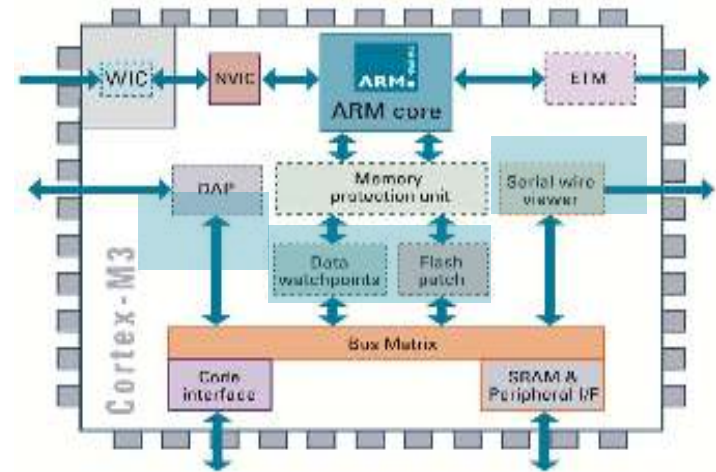 WIC
NVIC
ARM
ARM core
ETM
DAP
Memory
protection unit
Serial wire
viewer
Data
watchpoints
Flash
patch
Bus Matrix
Code
interface
SRAM &
Peripheral I/F
Cortex-M3